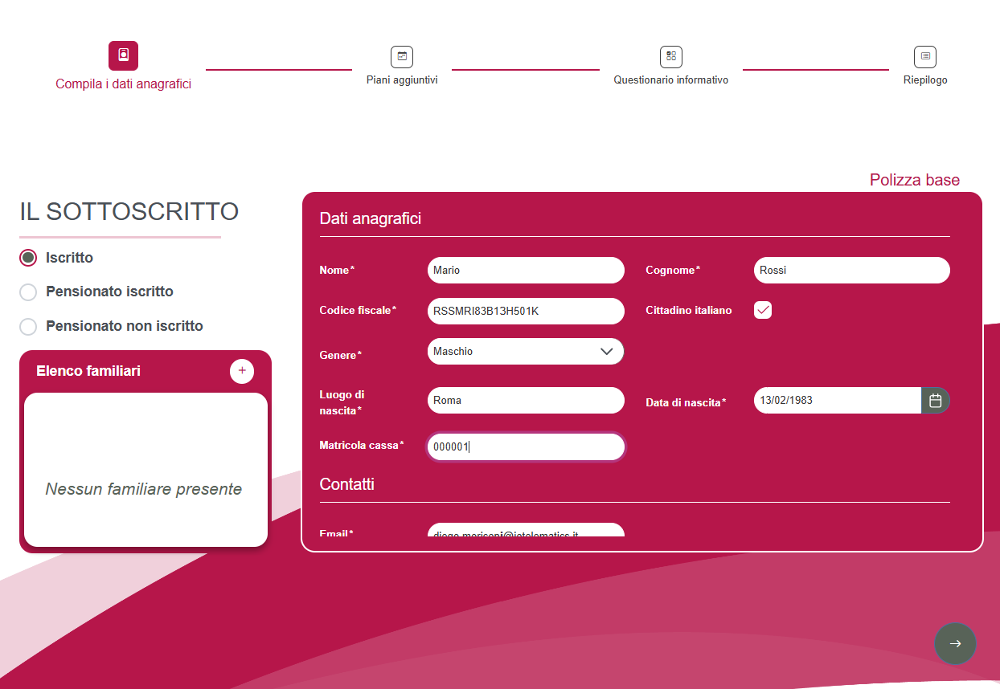 Compila i dati anagrafici
Piani aggiuntivi
Questionario informativo
Riepilogo
Polizza base
IL SOTTOSCRITTO
Iscritto
Pensionato iscritto
Pensionato non iscritto
Elenco familiari
+
Nessun familiare presente
Dati anagrafici
Nome* Mario
Cognome* Rossi
Codice fiscale* RSSMRI83B13H501K
Cittadino italiano
Genere* Maschio
Luogo di
nascita* Roma
Data di nascita* 13/02/1983
Matricola cassa* 000001
Contatti
Email*